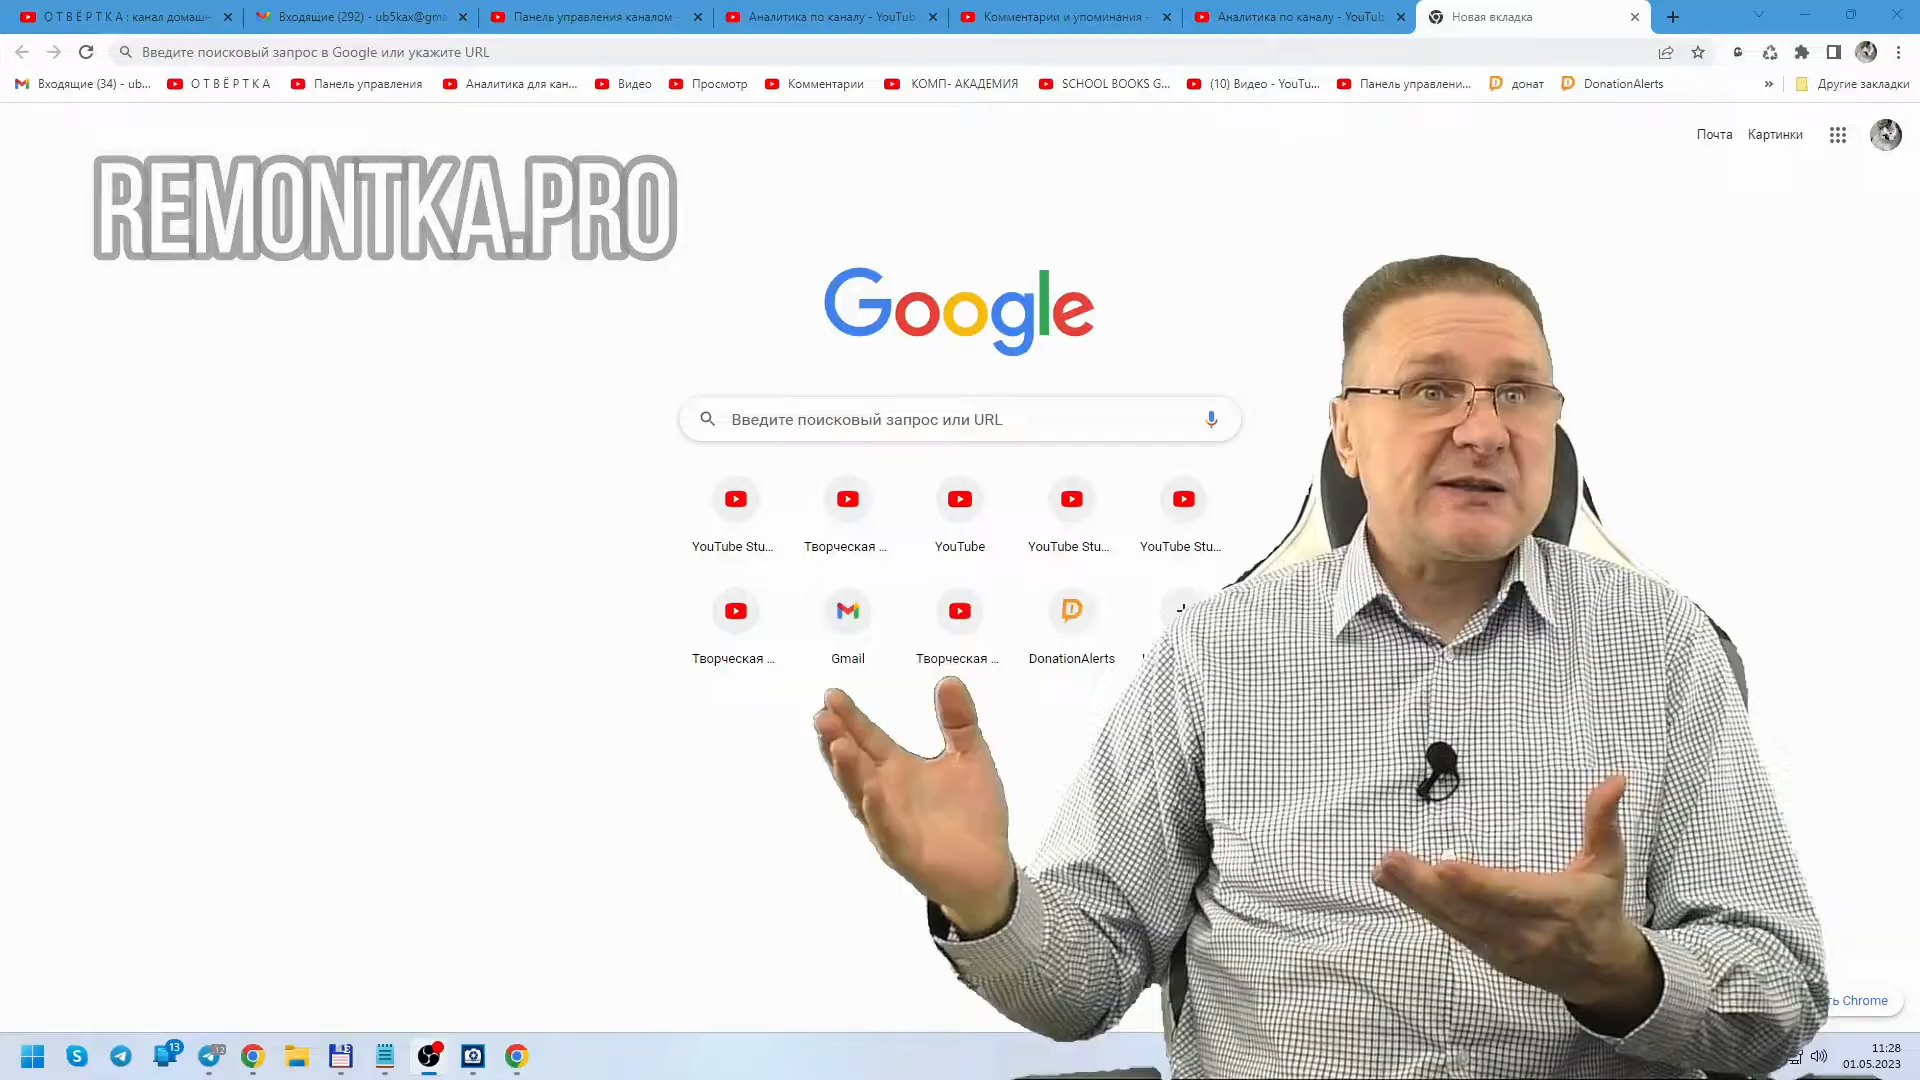 О Т В Ё Р Т К А : канал домашн
Входящие (292) - ub5kax@gma
Панель управления каналом -
Аналитика по каналу - YouTub
Комментарии и упоминания -
Аналитика по каналу - YouTub
Новая вкладка
Введите поисковый запрос в Google или укажите URL
Входящие (34) - ub...
О Т В Ё Р Т К А
Панель управления
Аналитика для кан...
Видео
Просмотр
Комментарии
КОМП- АКАДИМИЯ
SCHOOL BOOKS G...
(10) Видео - YouTu...
Панель управлени...
донат
DonationAlerts
Другие закладки
Почта
Картинки
REMONTKA.PRO
Google
Введите поисковый запрос или URL
YouTube Stu...
Творческая ...
YouTube
YouTube Stu...
YouTube Stu...
Творческая ...
Gmail
Творческая ...
DonationAlerts
ть Chrome
13
12
11:28
01.05.2023